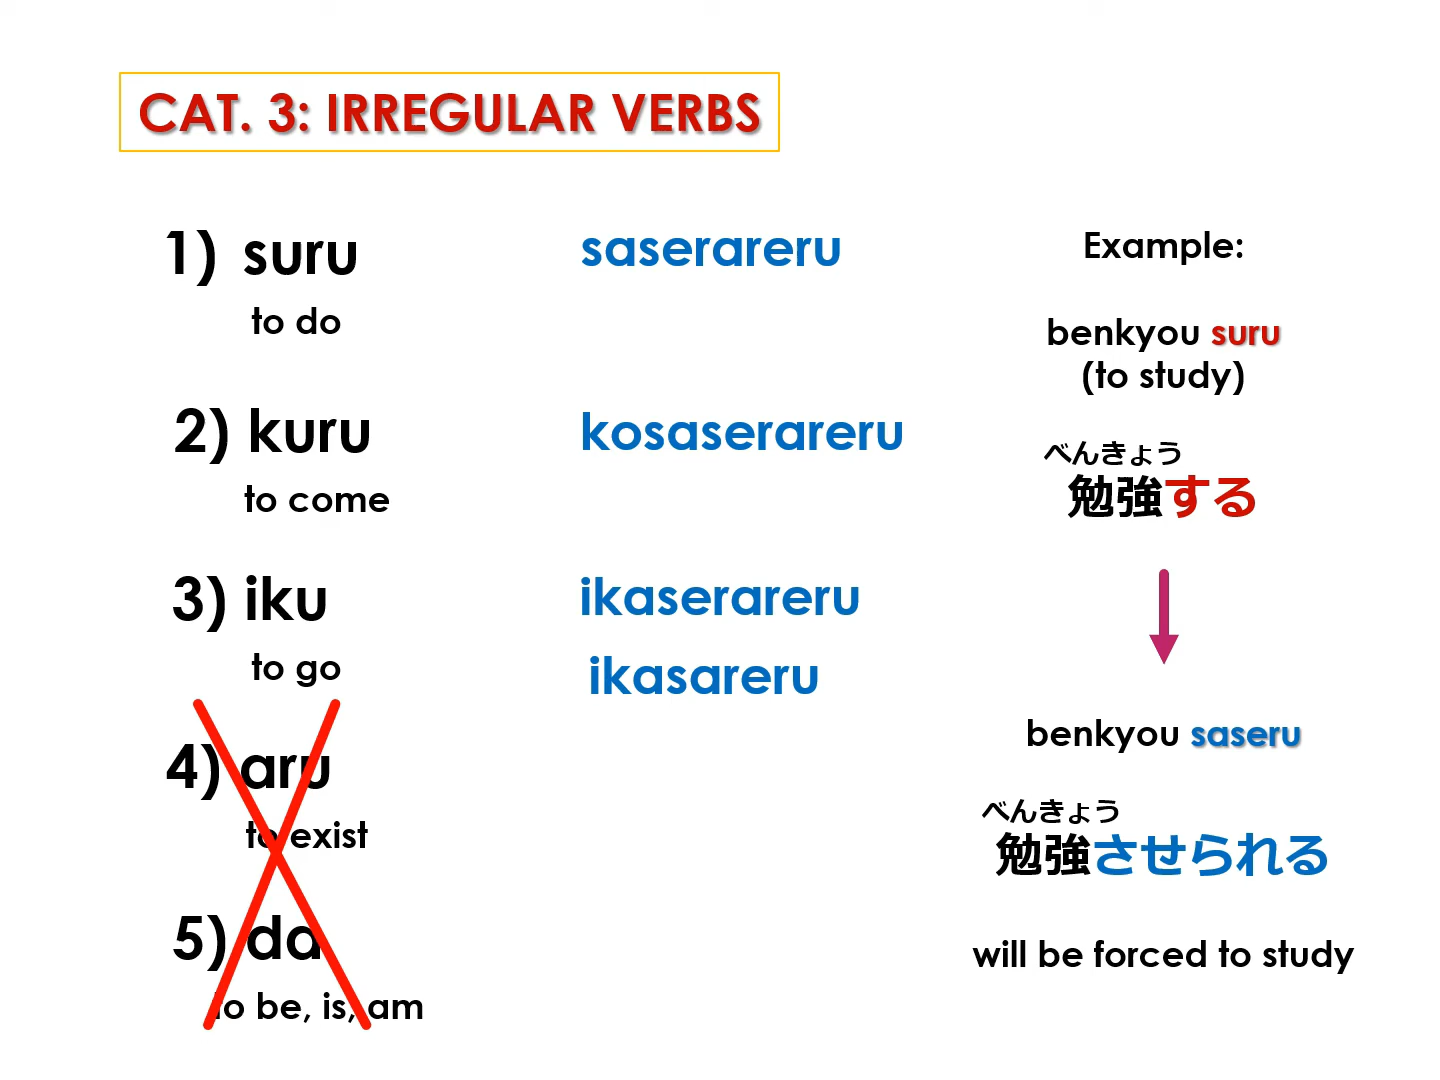 CAT. 3: IRREGULAR VERBS
1) suru
to do
saserareru
2) kuru
to come
kosaserareru
3) iku
to go
ikaserareru
ikasareru
4) aru
to exist
5) da
to be, is, am
Example:
benkyou suru
(to study)
べんきょう
勉強する
benkyou saseru
べんきょう
勉強させられる
will be forced to study